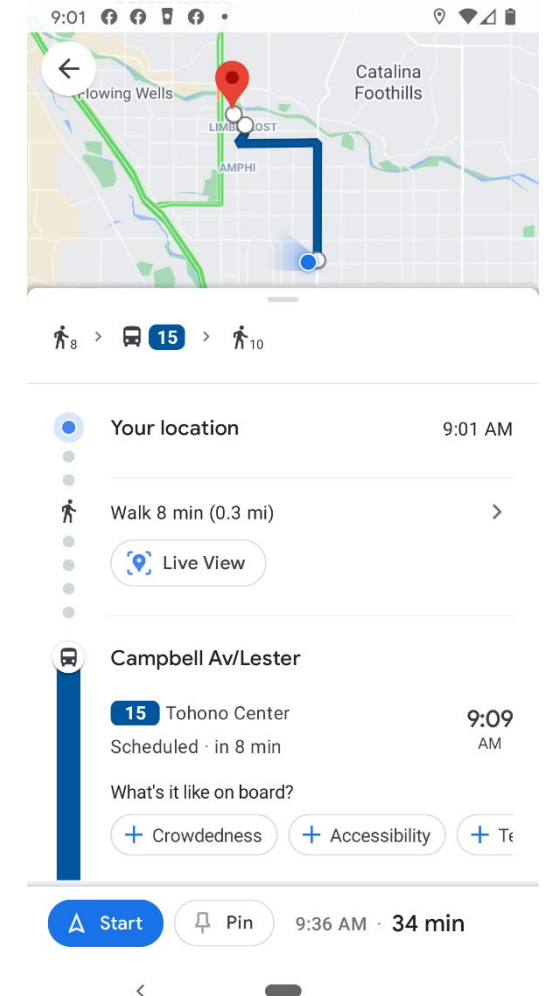 9:01
Flowing Wells
Catalina
Foothills
AMPHI
8 > 15 > 10
Your location 9:01 AM
Walk 8 min (0.3 mi)
Live View
Campbell Av/Lester
15 Tohono Center 9:09
Scheduled · in 8 min AM
What's it like on board?
+ Crowdedness + Accessibility + Te
Start Pin 9:36 AM · 34 min